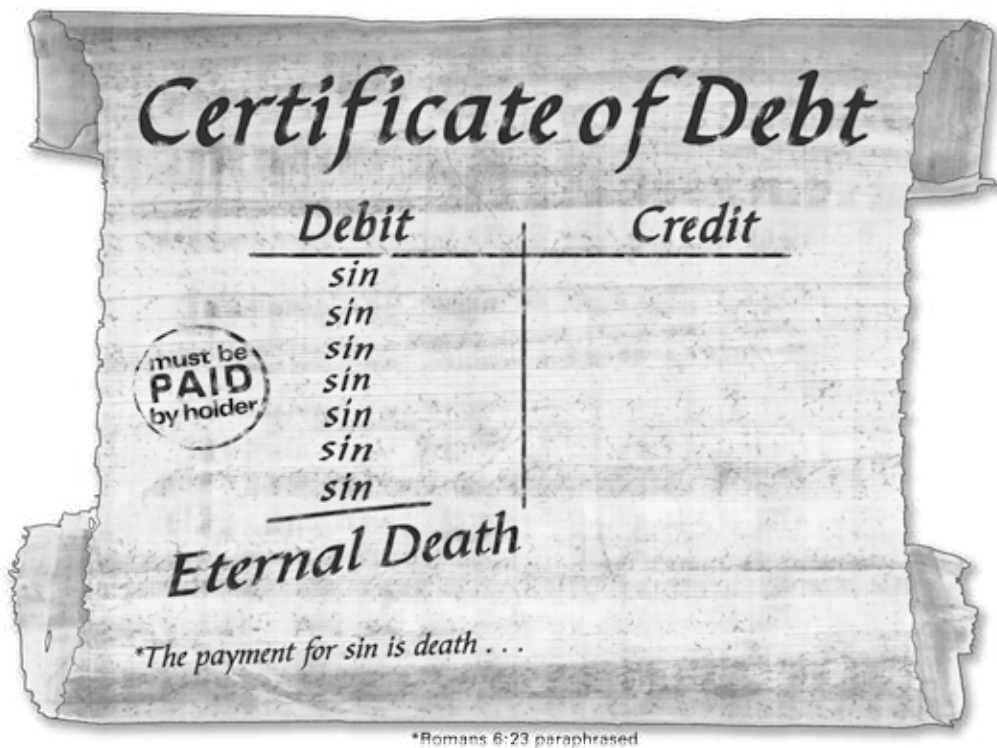 Certificate of Debt
Debit Credit
sin
sin
sin
sin
sin
sin
sin
must be
PAID
by holder
Eternal Death
*The payment for sin is death . . .
*Romans 6:23 paraphrased